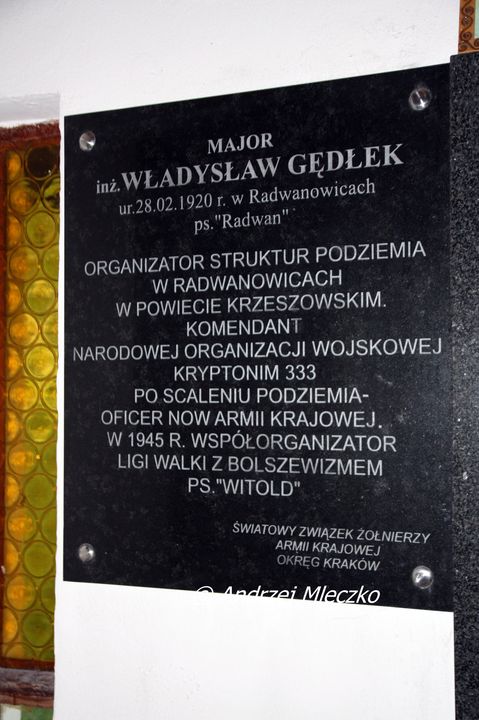 MAJOR
inż. WŁADYSŁAW GĘDŁEK
ur.28.02.1920 r. w Radwanowicach
ps."Radwan"
ORGANIZATOR STRUKTUR PODZIEMIA
W RADWANOWICACH
W POWIECIE KRZESZOWSKIM.
KOMENDANT
NARODOWEJ ORGANIZACJI WOJSKOWEJ
KRYPTONIM 333
PO SCALENIU PODZIEMIA-
OFICER NOW ARMII KRAJOWEJ.
W 1945 R. WSPÓŁORGANIZATOR
LIGI WALKI Z BOLSZEWIZMEM
PS."WITOLD"
ŚWIATOWY ZWIĄZEK ŻOŁNIERZY
ARMII KRAJOWEJ
OKRĘG KRAKÓW
© Andrzej Mleczko